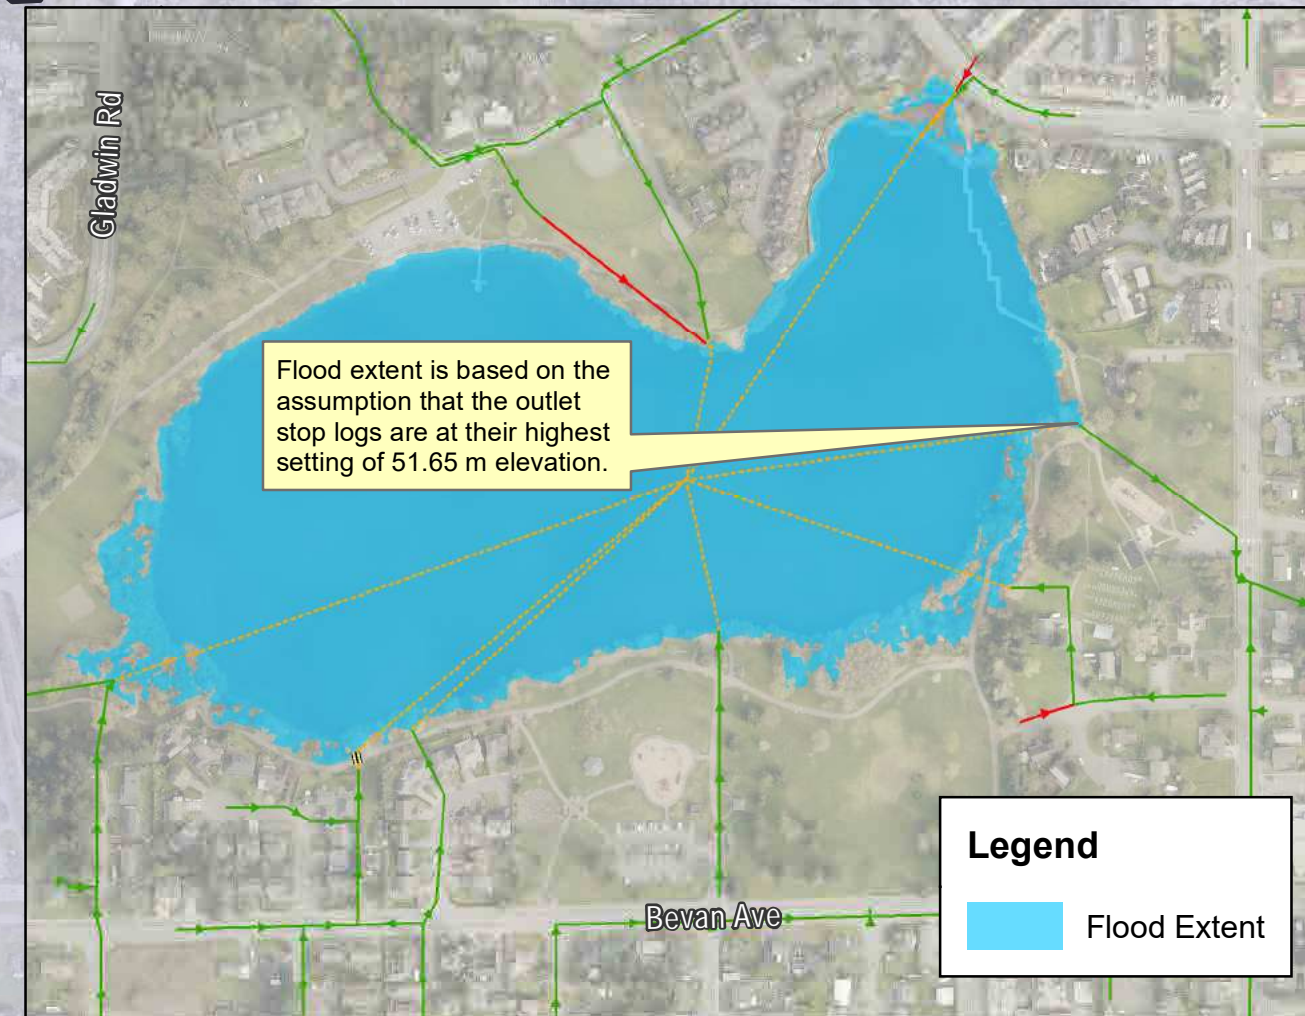 Gladwin Rd
Flood extent is based on the
assumption that the outlet
stop logs are at their highest
setting of 51.65 m elevation.
Bevan Ave
Legend
Flood Extent